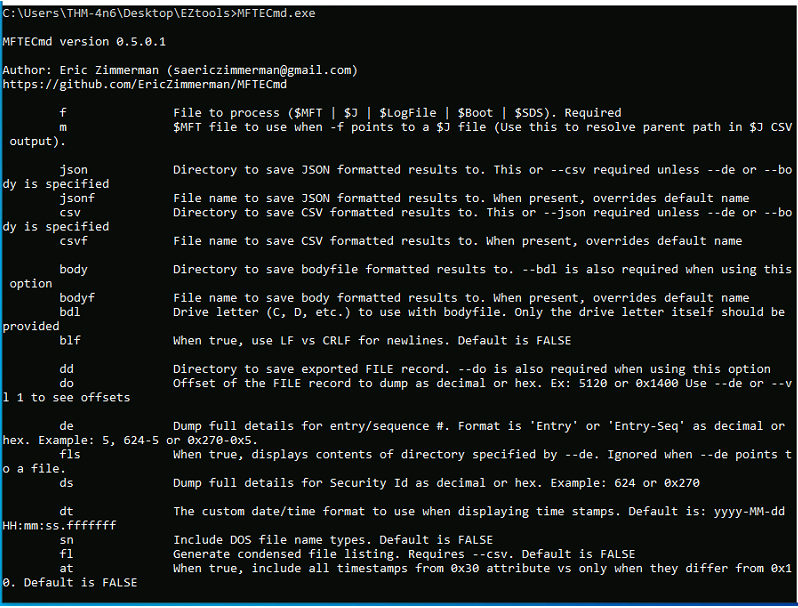 C:\Users\THM-4n6\Desktop\EZtools>MFTECmd.exe
MFTECmd version 0.5.0.1
Author: Eric Zimmerman (saericzimmerman@gmail.com)
https://github.com/EricZimmerman/MFTECmd
f File to process ($MFT | $J | $LogFile | $Boot | $SDS). Required
m $MFT file to use when -f points to a $J file (Use this to resolve parent path in $J CSV
output).
json Directory to save JSON formatted results to. This or --csv required unless --de or --bo
dy is specified
jsonf File name to save JSON formatted results to. When present, overrides default name
csv Directory to save CSV formatted results to. This or --json required unless --de or --bo
dy is specified
csvf File name to save CSV formatted results to. When present, overrides default name
body Directory to save bodyfile formatted results to. --bdl is also required when using this
option
bodyf File name to save body formatted results to. When present, overrides default name
bdl Drive letter (C, D, etc.) to use with bodyfile. Only the drive letter itself should be
provided
blf When true, use LF vs CRLF for newlines. Default is FALSE
dd Directory to save exported FILE record. --do is also required when using this option
do Offset of the FILE record to dump as decimal or hex. Ex: 5120 or 0x1400 Use --de or --v
l 1 to see offsets
de Dump full details for entry/sequence #. Format is 'Entry' or 'Entry-Seq' as decimal or
hex. Example: 5, 624-5 or 0x270-0x5.
fls When true, displays contents of directory specified by --de. Ignored when --de points t
o a file.
ds Dump full details for Security Id as decimal or hex. Example: 624 or 0x270
dt The custom date/time format to use when displaying time stamps. Default is: yyyy-MM-dd
HH:mm:ss.fffffff
sn Include DOS file name types. Default is FALSE
fl Generate condensed file listing. Requires --csv. Default is FALSE
at When true, include all timestamps from 0x30 attribute vs only when they differ from 0x1
0. Default is FALSE